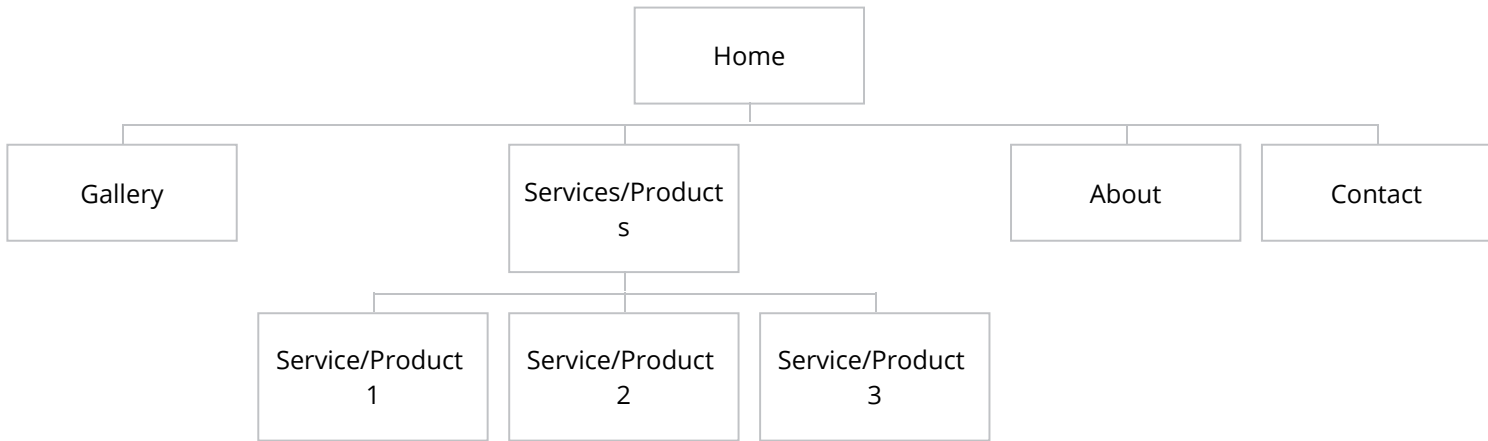 Home
Gallery
Services/Product
s
About
Contact
Service/Product
1
Service/Product
2
Service/Product
3